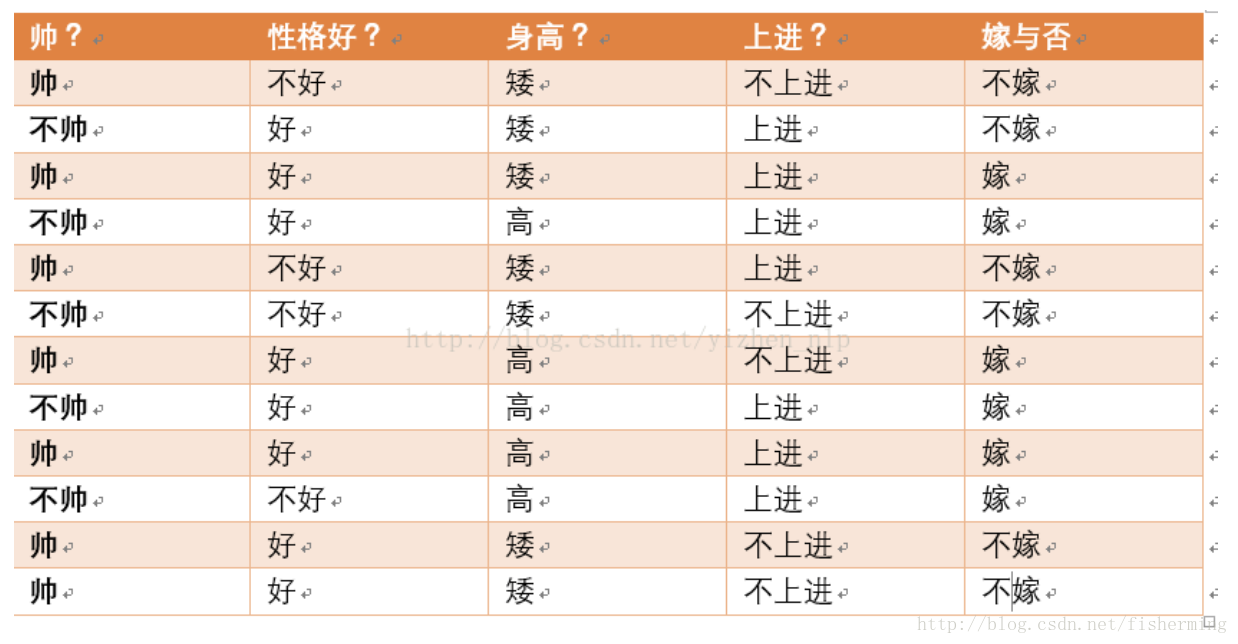 帅？ 性格好？ 身高？ 上进？ 嫁与否
帅 不好 矮 不上进 不嫁
不帅 好 矮 上进 不嫁
帅 好 矮 上进 嫁
不帅 好 高 上进 嫁
帅 不好 矮 上进 不嫁
不帅 不好 矮 不上进 不嫁
http://blog.csdn.net/yizhen_nlp
帅 好 高 不上进 嫁
不帅 好 高 上进 嫁
帅 好 高 上进 嫁
不帅 不好 高 上进 嫁
帅 好 矮 不上进 不嫁
帅 好 矮 不上进 不嫁
http://blog.csdn.net/fisherming